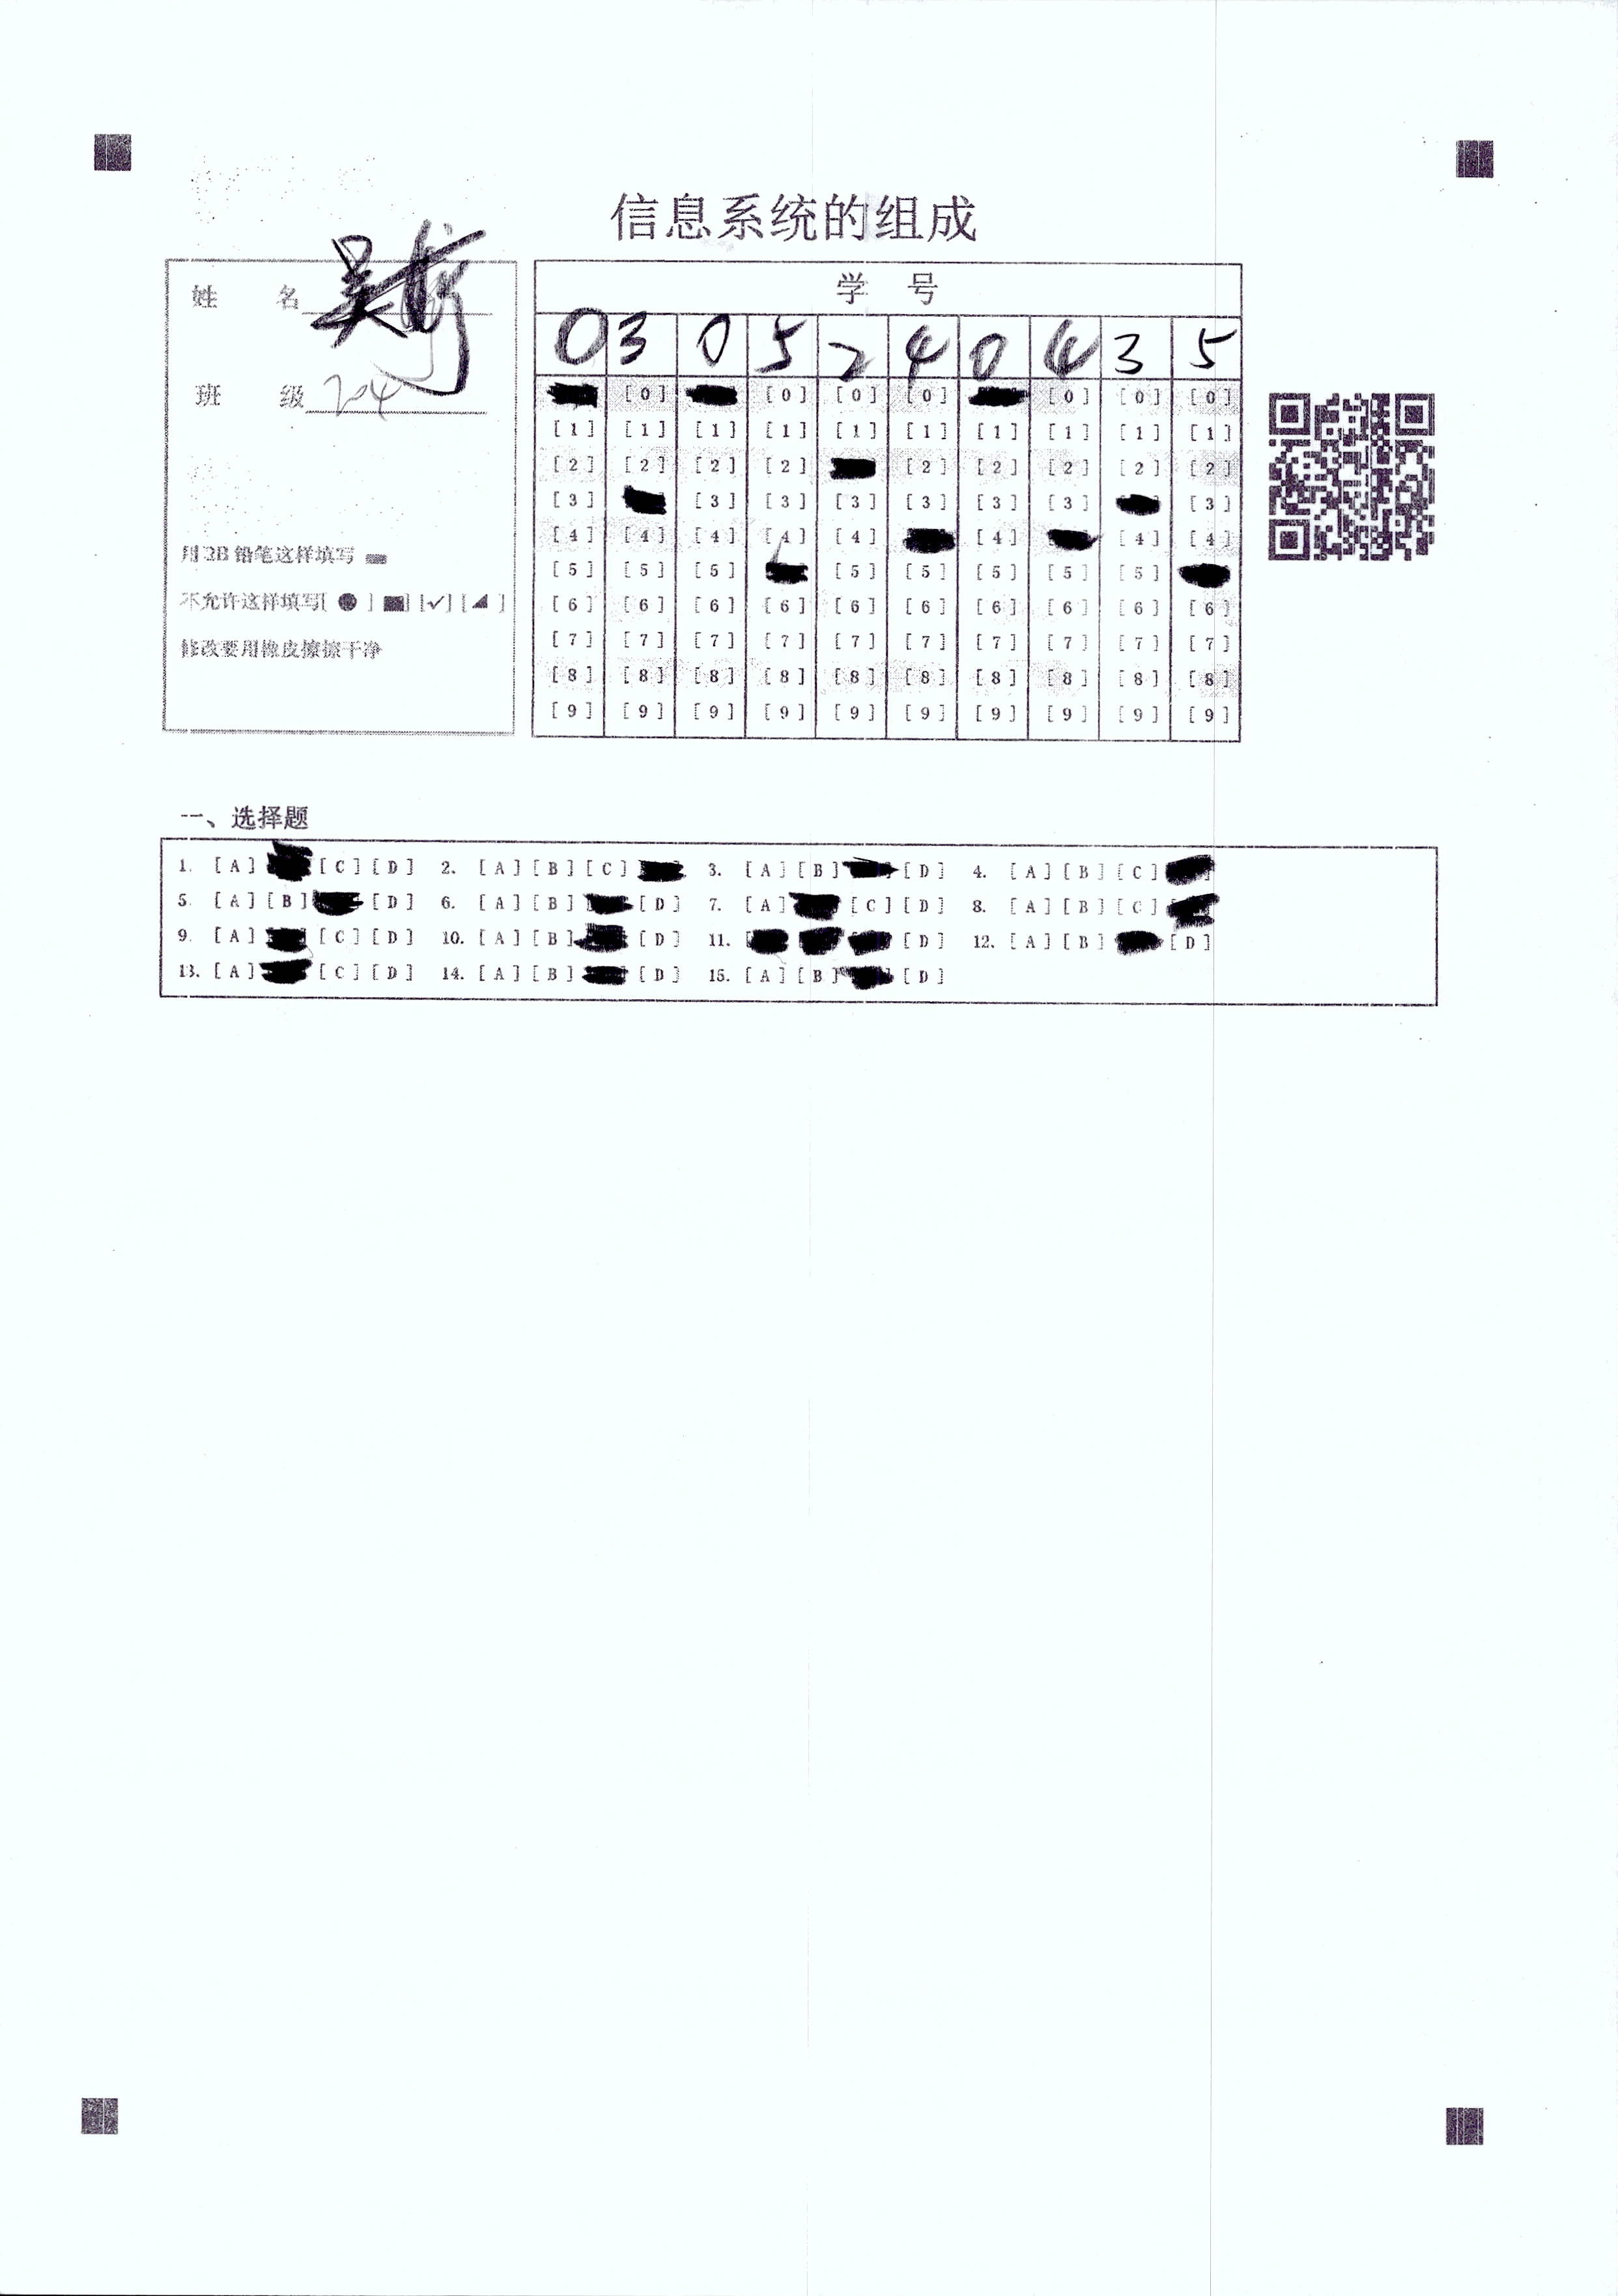 信息系统的组成
姓 名 吴
班 级 204
用2B铅笔这样填写
不允许这样填写[ ● ] [■] [✓] [◢ ]
修改要用橡皮擦擦干净
学 号
0 3 0 5 2 4 0 4 3 5
[0] [0] [0] [0] [0] [0] [0]
[1] [1] [1] [1] [1] [1] [1] [1] [1] [1]
[2] [2] [2] [2] [2] [2] [2] [2] [2]
[3] [3] [3] [3] [3] [3] [3] [3]
[4] [4] [4] [4] [4] [4] [4] [4]
[5] [5] [5] [5] [5] [5] [5] [5]
[6] [6] [6] [6] [6] [6] [6] [6] [6] [6]
[7] [7] [7] [7] [7] [7] [7] [7] [7] [7]
[8] [8] [8] [8] [8] [8] [8] [8] [8] [8]
[9] [9] [9] [9] [9] [9] [9] [9] [9] [9]
一、选择题
1. [A] [C] [D] 2. [A] [B] [C] 3. [A] [B] [D] 4. [A] [B] [C]
5. [A] [B] [D] 6. [A] [B] [D] 7. [A] [C] [D] 8. [A] [B] [C]
9. [A] [C] [D] 10. [A] [B] [D] 11. [D] 12. [A] [B] [D]
13. [A] [C] [D] 14. [A] [B] [D] 15. [A] [B] [D]